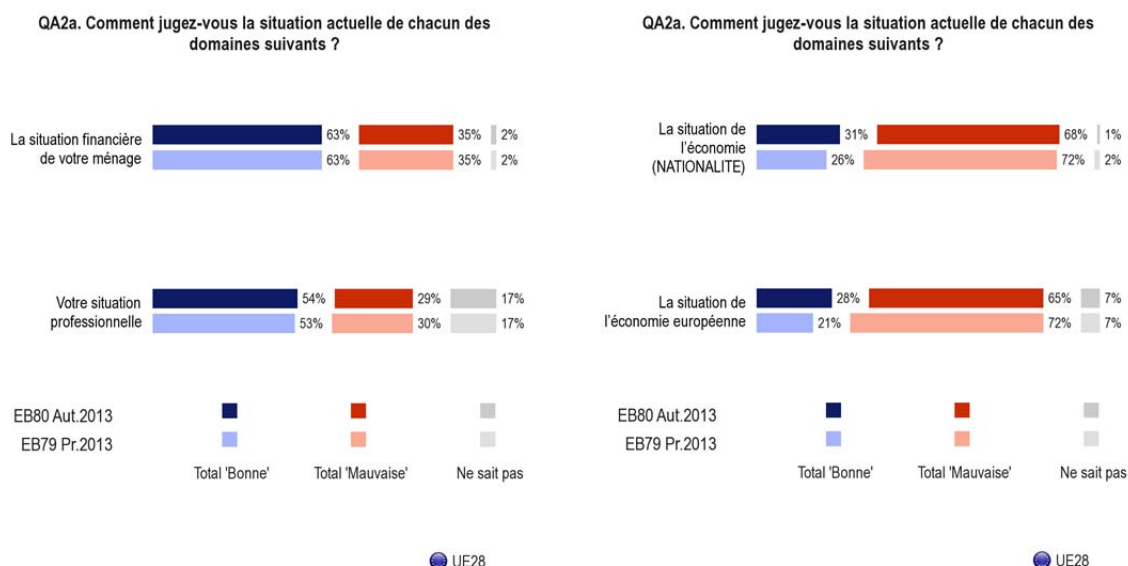 QA2a. Comment jugez-vous la situation actuelle de chacun des
domaines suivants ?
La situation financière
de votre ménage
63% 35% 2%
63% 35% 2%
Votre situation
professionnelle
54% 29% 17%
53% 30% 17%
EB80 Aut.2013
EB79 Pr.2013
Total 'Bonne' Total 'Mauvaise' Ne sait pas
UE28
QA2a. Comment jugez-vous la situation actuelle de chacun des
domaines suivants ?
La situation de
l'économie
(NATIONALITE)
31% 68% 1%
26% 72% 2%
La situation de
l'économie européenne
28% 65% 7%
21% 72% 7%
EB80 Aut.2013
EB79 Pr.2013
Total 'Bonne' Total 'Mauvaise' Ne sait pas
UE28